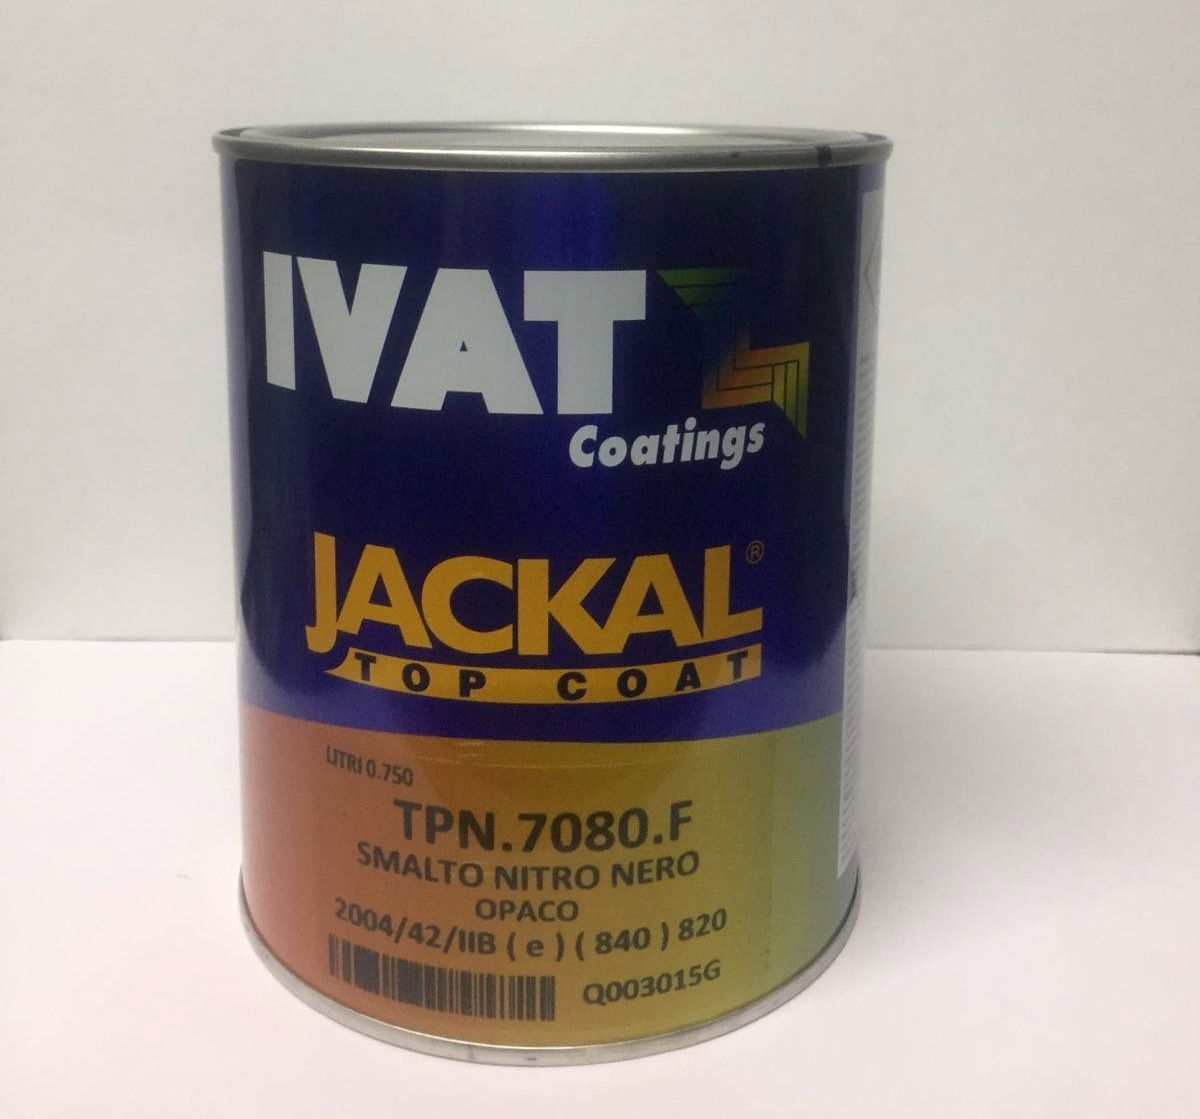 IVAT
Coatings
JACKAL®
TOP COAT
LITRI 0.750
TPN.7080.F
SMALTO NITRO NERO
OPACO
2004/42/IIB ( e ) ( 840 ) 820
Q003015G